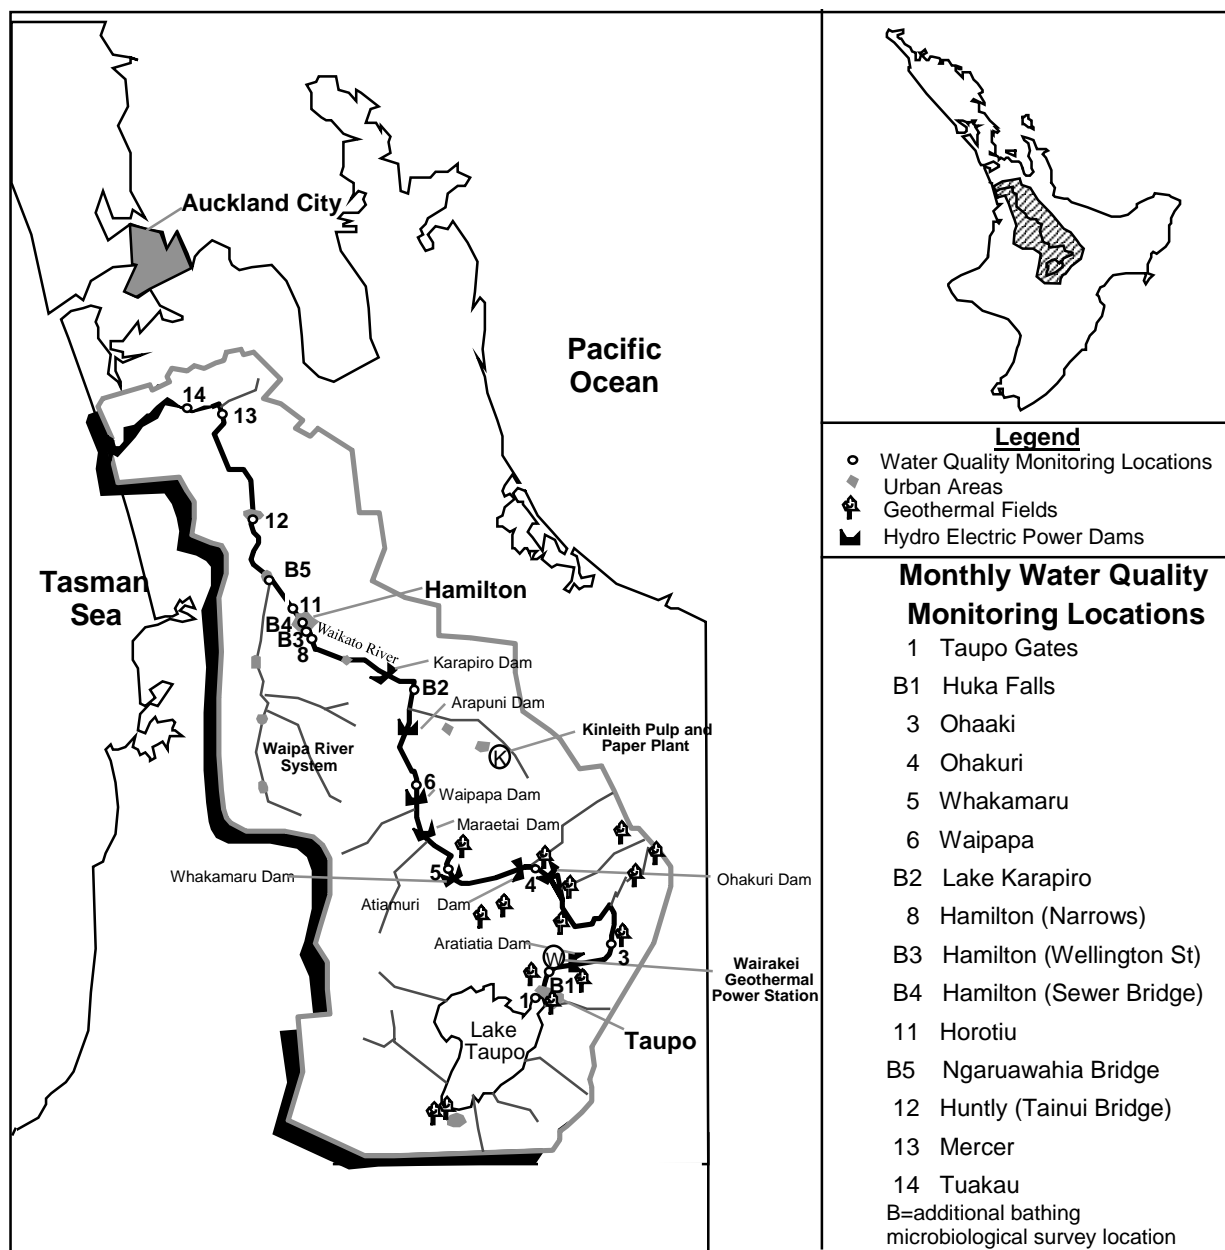 Auckland City
Pacific
Ocean
14
13
12
Tasman
Sea
B5
Hamilton
11
B4
B3
8
Waikato River
Karapiro Dam
B2
Arapuni Dam
Waipa River
System
Kinleith Pulp and
Paper Plant
K
6
Waipapa Dam
Maraetai Dam
Whakamaru Dam
5
4
Ohakuri Dam
Atiamuri Dam
Aratiatia Dam
3
W
Wairakei
Geothermal
Power Station
B1
1
Taupo
Lake
Taupo
Legend
Water Quality Monitoring Locations
Urban Areas
Geothermal Fields
Hydro Electric Power Dams
Monthly Water Quality
Monitoring Locations
1 Taupo Gates
B1 Huka Falls
3 Ohaaki
4 Ohakuri
5 Whakamaru
6 Waipapa
B2 Lake Karapiro
8 Hamilton (Narrows)
B3 Hamilton (Wellington St)
B4 Hamilton (Sewer Bridge)
11 Horotiu
B5 Ngaruawahia Bridge
12 Huntly (Tainui Bridge)
13 Mercer
14 Tuakau
B=additional bathing
microbiological survey location